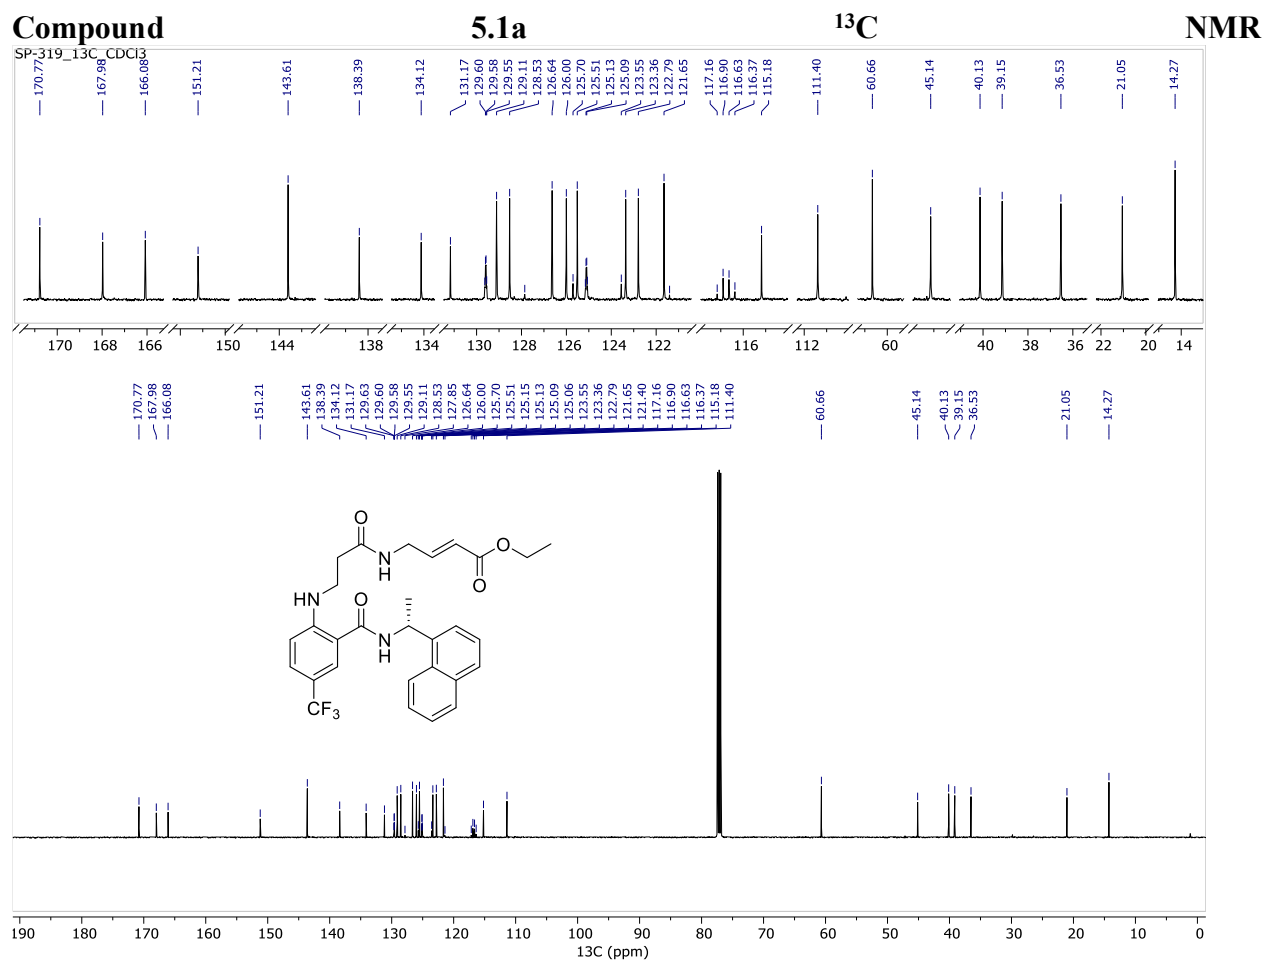 Compound 5.1a ¹³C NMR
SP-319_13C_CDCl3
170.77 167.98 166.08 151.21 143.61 138.39 134.12 131.17 129.60 129.58 129.55 129.11 128.53 126.64 126.00 125.70 125.51 125.13 125.09 123.55 123.36 122.79 121.65 117.16 116.90 116.63 116.37 115.18 111.40 60.66 45.14 40.13 39.15 36.53 21.05 14.27
170 168 166 150 144 138 134 130 128 126 124 122 116 112 60 40 38 36 22 20 14
170.77 167.98 166.08 151.21 143.61 138.39 134.12 131.17 129.63 129.60 129.58 129.55 129.11 128.53 127.85 126.64 126.00 125.70 125.51 125.15 125.13 125.09 125.06 123.55 123.36 122.79 121.65 121.40 117.16 116.90 116.63 116.37 115.18 111.40 60.66 45.14 40.13 39.15 36.53 21.05 14.27
O
N
H
O
O
HN
O
N
H
CF3
190 180 170 160 150 140 130 120 110 100 90 80 70 60 50 40 30 20 10 0
13C (ppm)